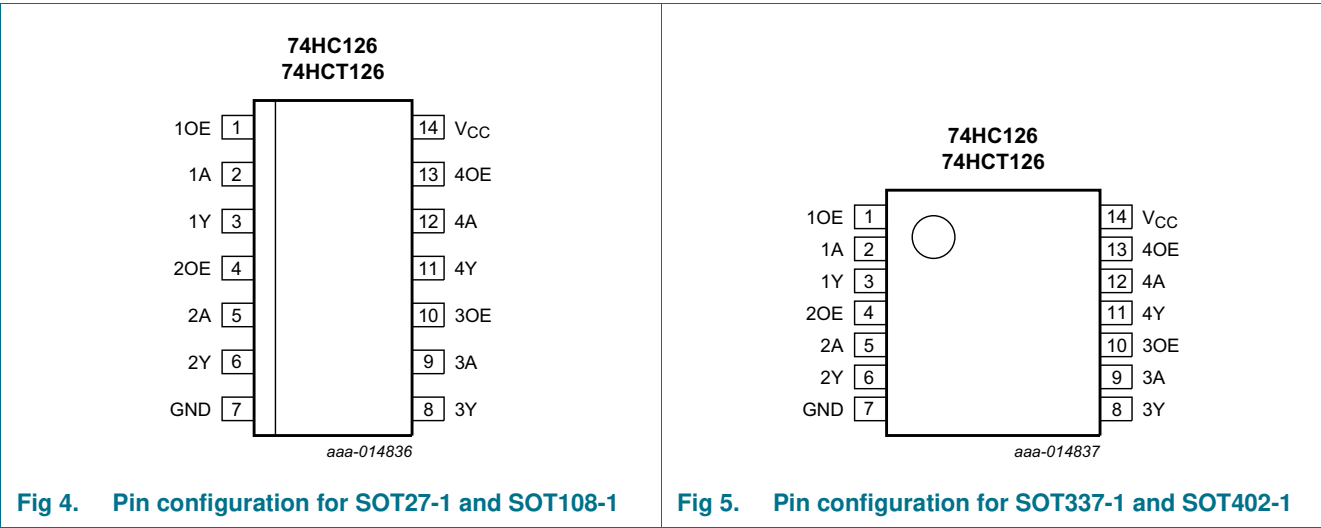 74HC126
74HCT126
1OE 1 14 VCC
1A 2 13 4OE
1Y 3 12 4A
2OE 4 11 4Y
2A 5 10 3OE
2Y 6 9 3A
GND 7 8 3Y
aaa-014836
Fig 4. Pin configuration for SOT27-1 and SOT108-1
74HC126
74HCT126
1OE 1 14 VCC
1A 2 13 4OE
1Y 3 12 4A
2OE 4 11 4Y
2A 5 10 3OE
2Y 6 9 3A
GND 7 8 3Y
aaa-014837
Fig 5. Pin configuration for SOT337-1 and SOT402-1